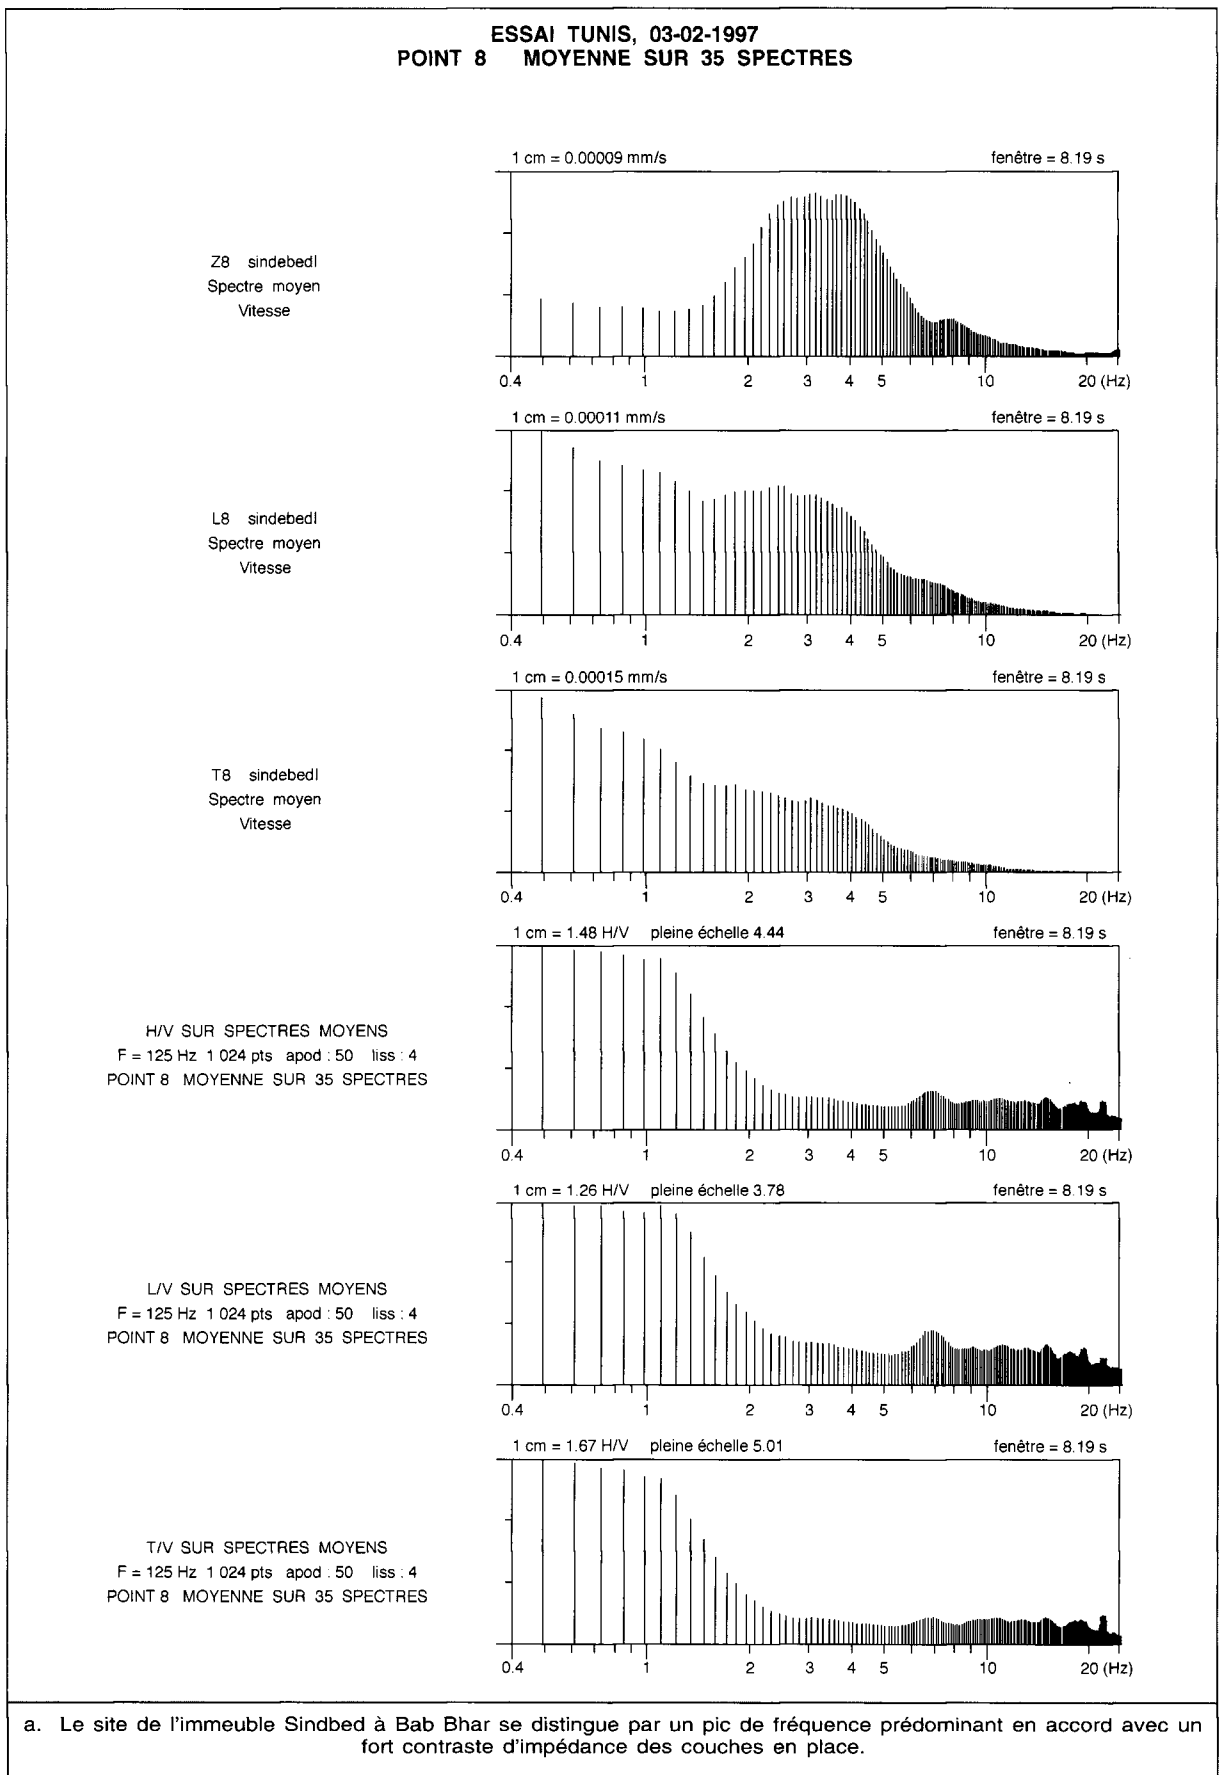 ESSAI TUNIS, 03-02-1997
POINT 8 MOYENNE SUR 35 SPECTRES
1 cm = 0.00009 mm/s fenêtre = 8.19 s
Z8 sindebedl
Spectre moyen
Vitesse
0.4 1 2 3 4 5 10 20 (Hz)
1 cm = 0.00011 mm/s fenêtre = 8.19 s
L8 sindebedl
Spectre moyen
Vitesse
0.4 1 2 3 4 5 10 20 (Hz)
1 cm = 0.00015 mm/s fenêtre = 8.19 s
T8 sindebedl
Spectre moyen
Vitesse
0.4 1 2 3 4 5 10 20 (Hz)
1 cm = 1.48 H/V pleine échelle 4.44 fenêtre = 8.19 s
H/V SUR SPECTRES MOYENS
F = 125 Hz 1 024 pts apod : 50 liss : 4
POINT 8 MOYENNE SUR 35 SPECTRES
0.4 1 2 3 4 5 10 20 (Hz)
1 cm = 1.26 H/V pleine échelle 3.78 fenêtre = 8.19 s
L/V SUR SPECTRES MOYENS
F = 125 Hz 1 024 pts apod : 50 liss : 4
POINT 8 MOYENNE SUR 35 SPECTRES
0.4 1 2 3 4 5 10 20 (Hz)
1 cm = 1.67 H/V pleine échelle 5.01 fenêtre = 8.19 s
T/V SUR SPECTRES MOYENS
F = 125 Hz 1 024 pts apod : 50 liss : 4
POINT 8 MOYENNE SUR 35 SPECTRES
0.4 1 2 3 4 5 10 20 (Hz)
a. Le site de l'immeuble Sindbed à Bab Bhar se distingue par un pic de fréquence prédominant en accord avec un
fort contraste d'impédance des couches en place.